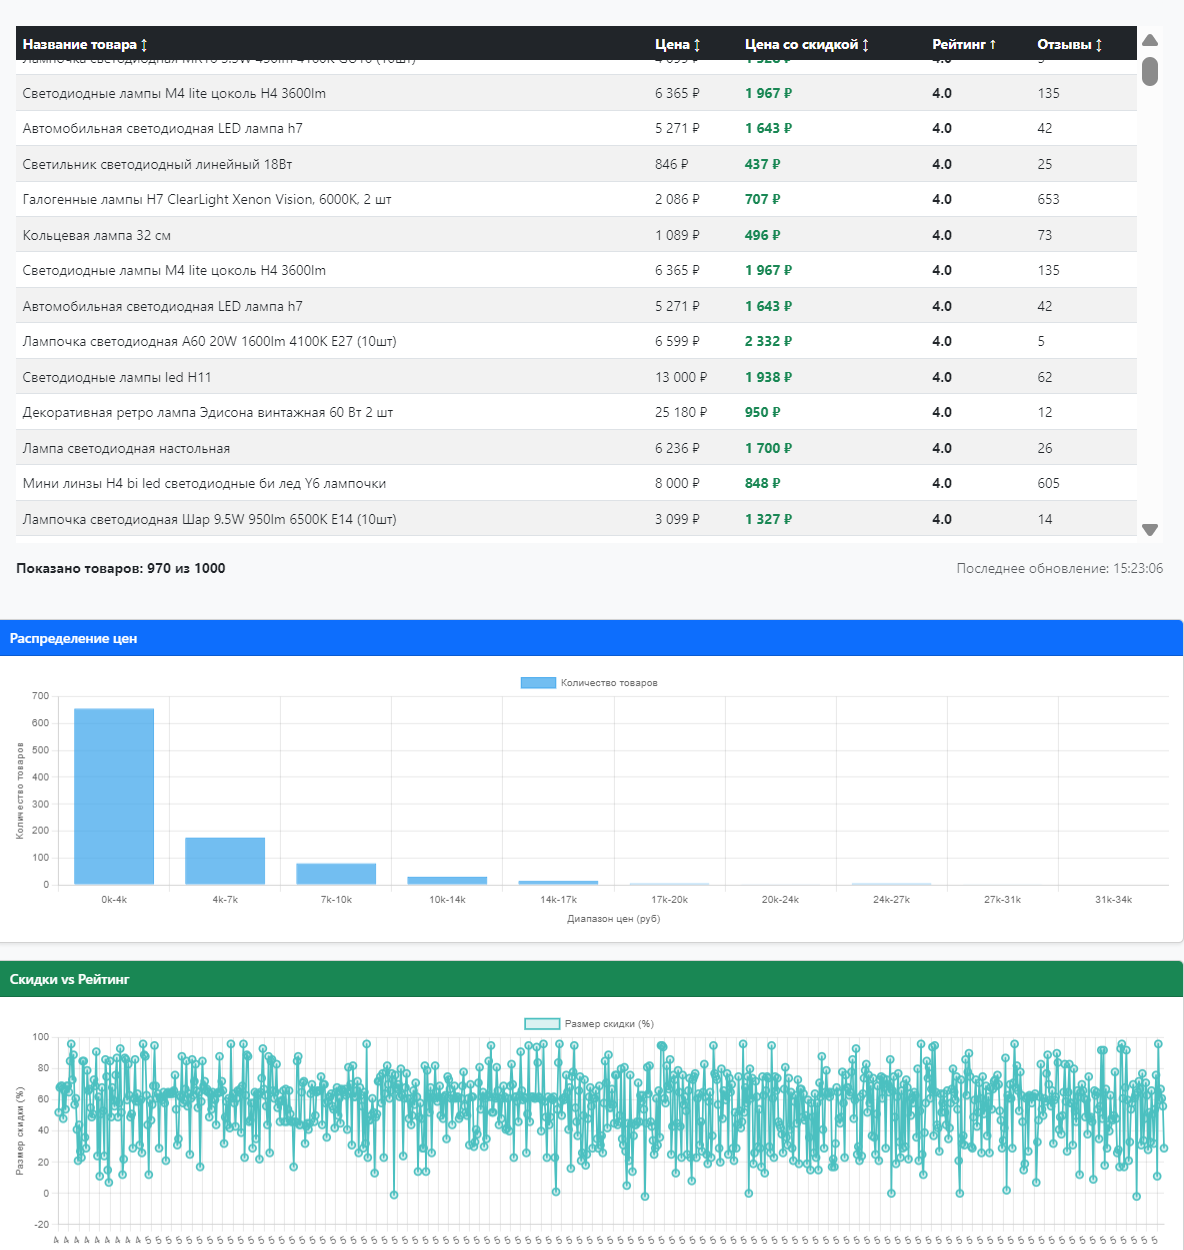 Название товара ↕ Цена ↕ Цена со скидкой ↕ Рейтинг ↑ Отзывы ↕
Светодиодные лампы M4 lite цоколь H4 3600lm 6 365 ₽ 1 967 ₽ 4.0 135
Автомобильная светодиодная LED лампа h7 5 271 ₽ 1 643 ₽ 4.0 42
Светильник светодиодный линейный 18Вт 846 ₽ 437 ₽ 4.0 25
Галогенные лампы H7 ClearLight Xenon Vision, 6000K, 2 шт 2 086 ₽ 707 ₽ 4.0 653
Кольцевая лампа 32 см 1 089 ₽ 496 ₽ 4.0 73
Светодиодные лампы M4 lite цоколь H4 3600lm 6 365 ₽ 1 967 ₽ 4.0 135
Автомобильная светодиодная LED лампа h7 5 271 ₽ 1 643 ₽ 4.0 42
Лампочка светодиодная A60 20W 1600lm 4100K E27 (10шт) 6 599 ₽ 2 332 ₽ 4.0 5
Светодиодные лампы led H11 13 000 ₽ 1 938 ₽ 4.0 62
Декоративная ретро лампа Эдисона винтажная 60 Вт 2 шт 25 180 ₽ 950 ₽ 4.0 12
Лампа светодиодная настольная 6 236 ₽ 1 700 ₽ 4.0 26
Мини линзы H4 bi led светодиодные би лед Y6 лампочки 8 000 ₽ 848 ₽ 4.0 605
Лампочка светодиодная Шар 9.5W 950lm 6500K E14 (10шт) 3 099 ₽ 1 327 ₽ 4.0 14
Показано товаров: 970 из 1000 Последнее обновление: 15:23:06
Распределение цен
Количество товаров
700
600
500
400
300
200
100
0
Количество товаров
0k-4k 4k-7k 7k-10k 10k-14k 14k-17k 17k-20k 20k-24k 24k-27k 27k-31k 31k-34k
Диапазон цен (руб)
Скидки vs Рейтинг
Размер скидки (%)
100
80
60
40
20
0
-20
Размер скидки (%)